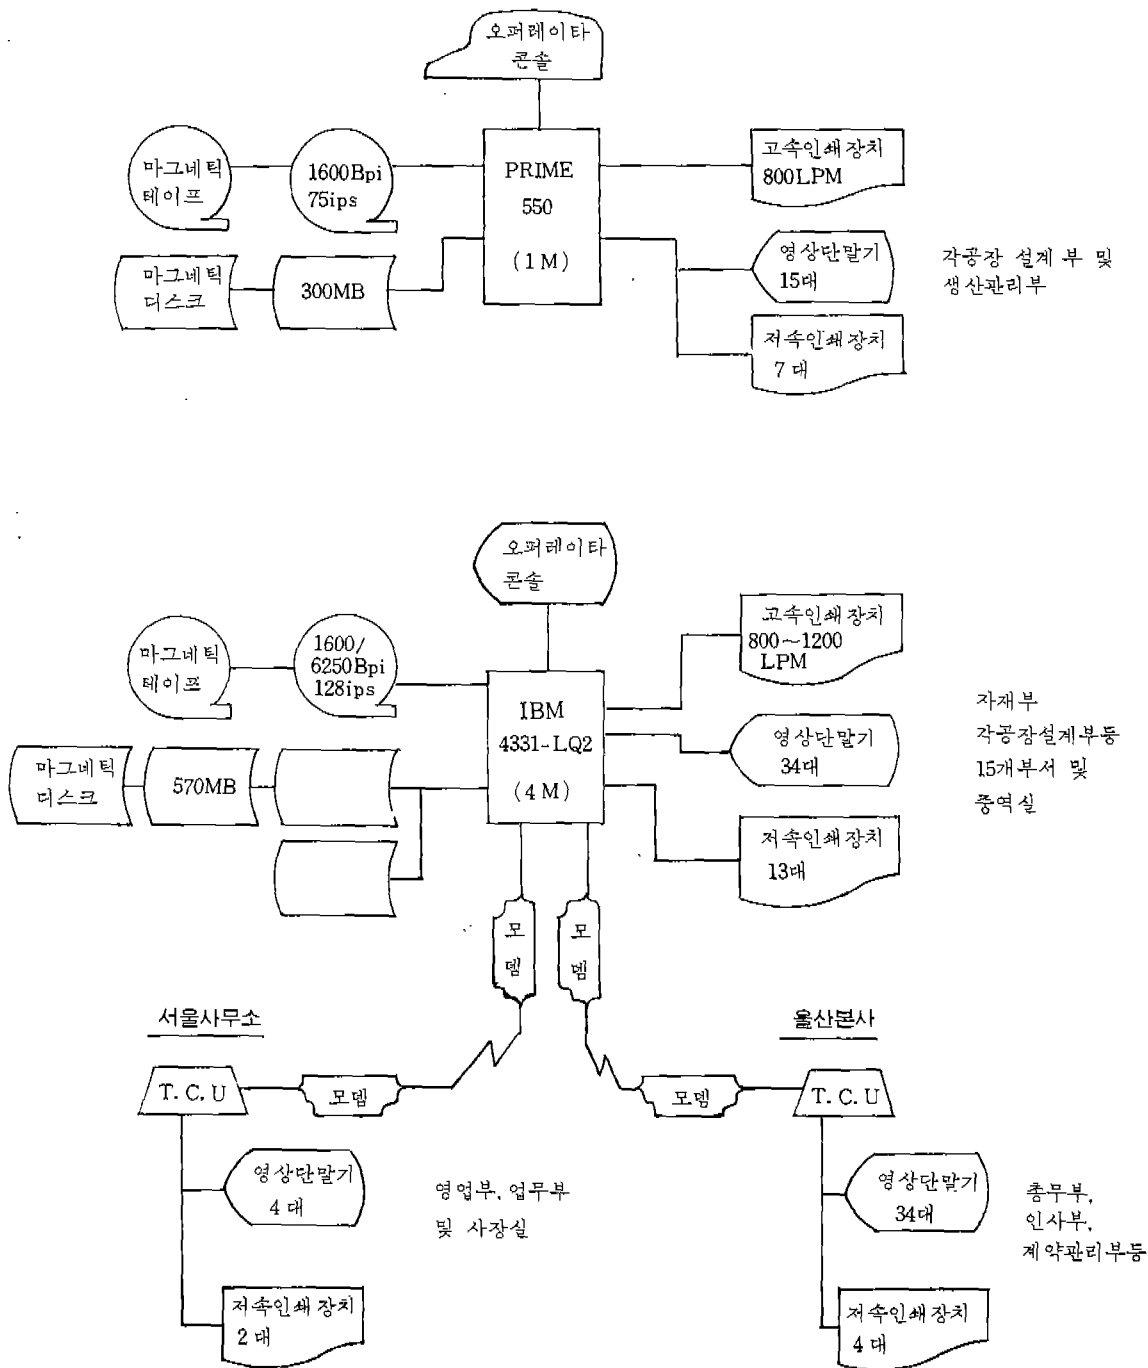 오퍼레이타
콘솔
마그네틱
테이프
1600Bpi
75ips
PRIME
550
(1M)
고속인쇄장치
800LPM
마그네틱
디스크
300MB
영상단말기
15대
각공장 설계부 및
생산관리부
저속인쇄장치
7대
오퍼레이타
콘솔
마그네틱
테이프
1600/
6250Bpi
128ips
IBM
4331-LQ2
(4M)
고속인쇄장치
800~1200
LPM
마그네틱
디스크
570MB
영상단말기
34대
자재부
각공장설계부등
15개부서 및
중역실
저속인쇄장치
13대
모뎀
모뎀
서울사무소
울산본사
T.C.U
모뎀
모뎀
T.C.U
영상단말기
4대
영업부, 업무부
및 사장실
영상단말기
34대
총무부,
인사부,
계약관리부등
저속인쇄장치
2대
저속인쇄장치
4대